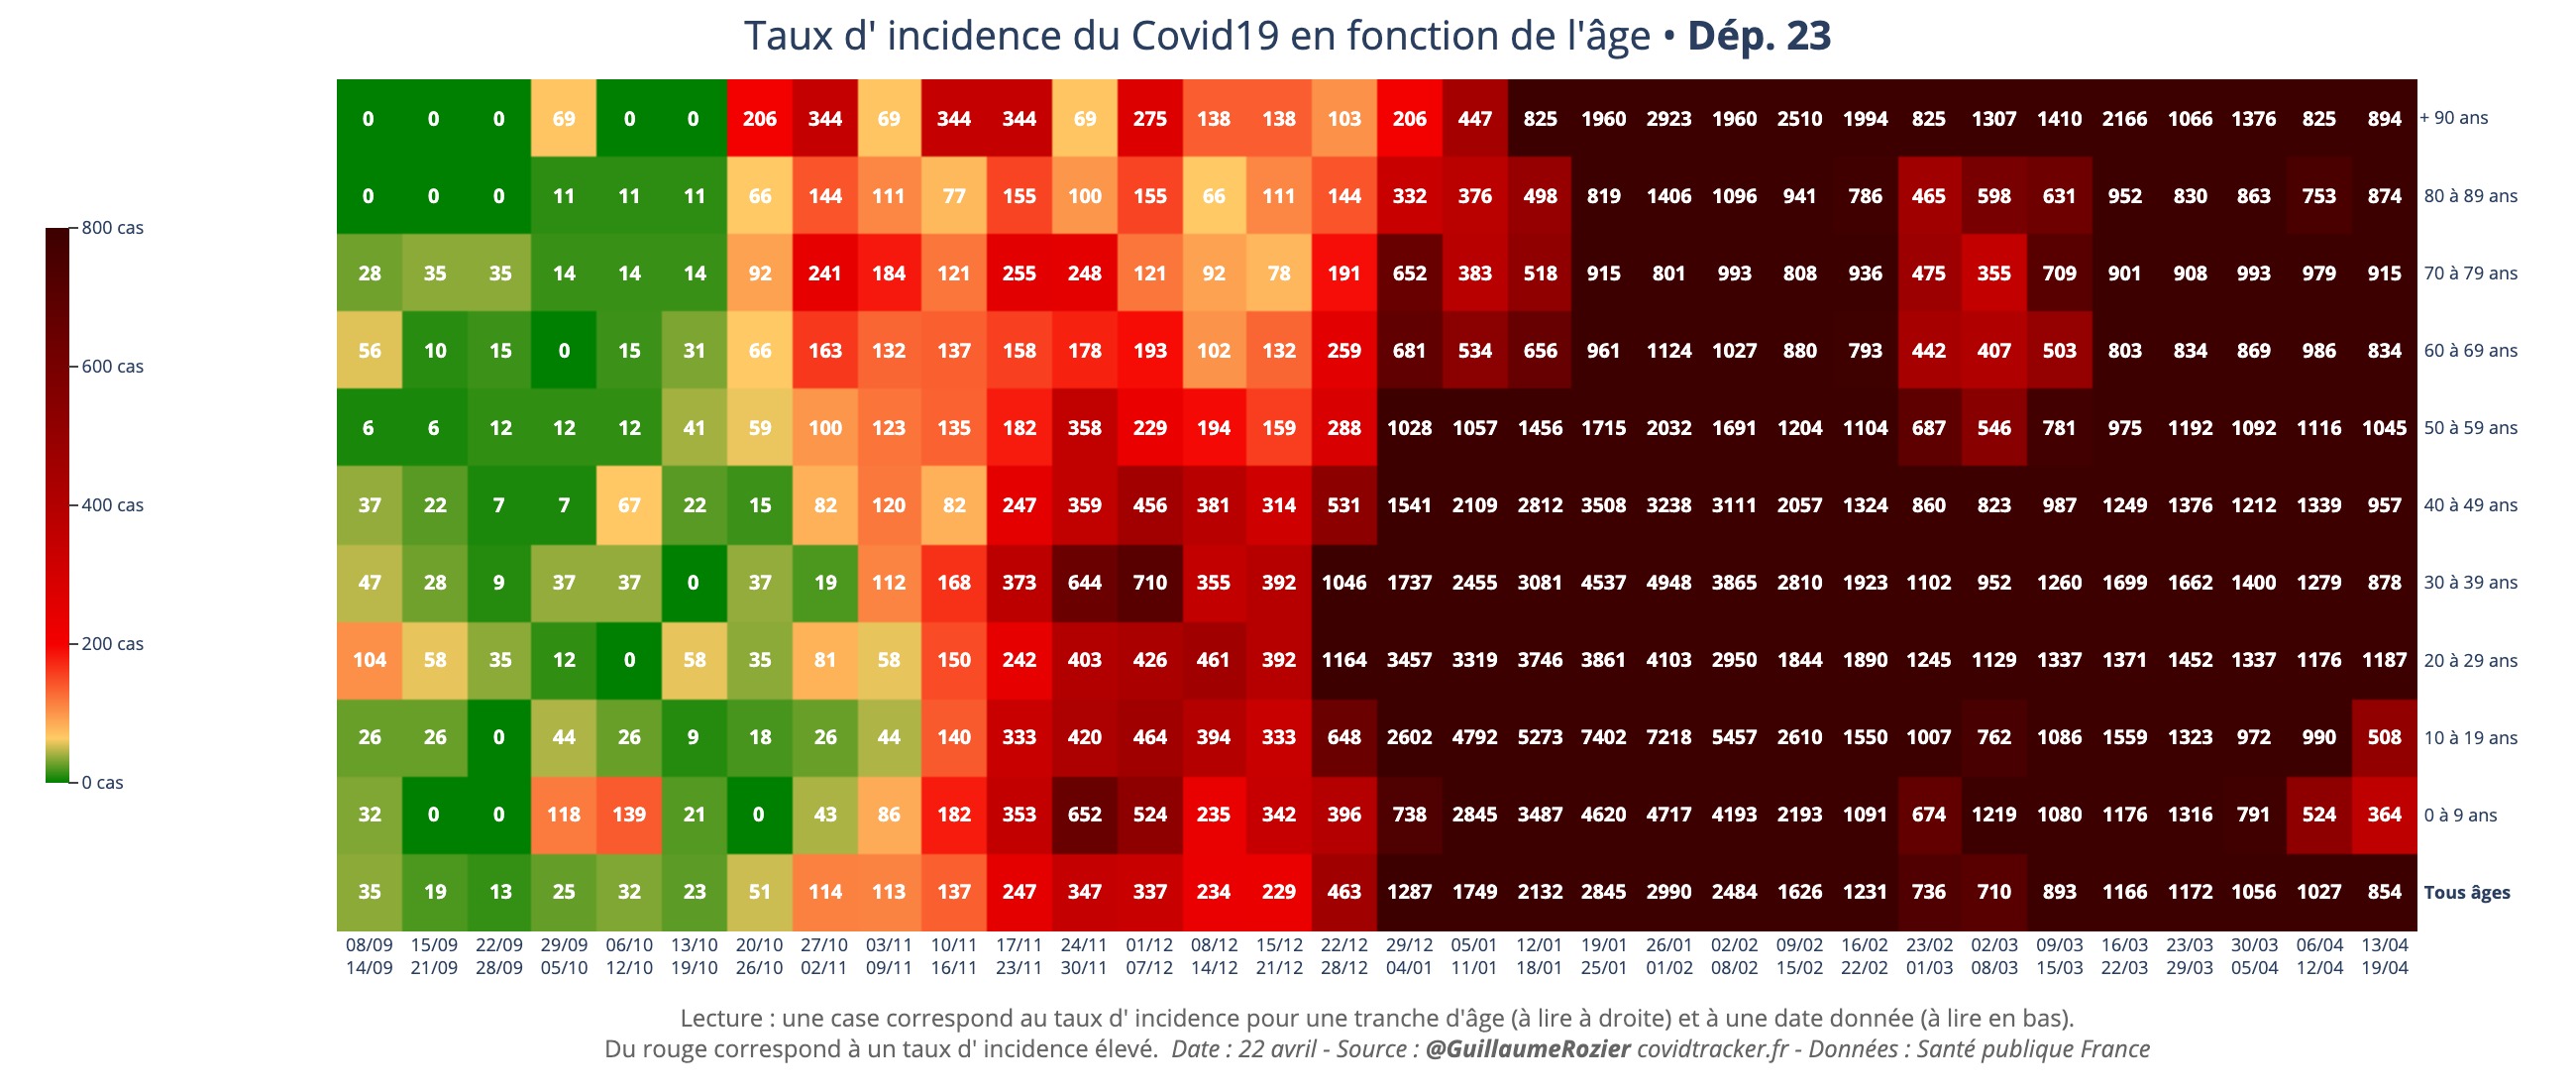 Taux d' incidence du Covid19 en fonction de l'âge • Dép. 23
0 0 0 69 0 0 206 344 69 344 344 69 275 138 138 103 206 447 825 1960 2923 1960 2510 1994 825 1307 1410 2166 1066 1376 825 894 + 90 ans
0 0 0 11 11 11 66 144 111 77 155 100 155 66 111 144 332 376 498 819 1406 1096 941 786 465 598 631 952 830 863 753 874 80 à 89 ans
800 cas
28 35 35 14 14 14 92 241 184 121 255 248 121 92 78 191 652 383 518 915 801 993 808 936 475 355 709 901 908 993 979 915 70 à 79 ans
56 10 15 0 15 31 66 163 132 137 158 178 193 102 132 259 681 534 656 961 1124 1027 880 793 442 407 503 803 834 869 986 834 60 à 69 ans
600 cas
6 6 12 12 12 41 59 100 123 135 182 358 229 194 159 288 1028 1057 1456 1715 2032 1691 1204 1104 687 546 781 975 1192 1092 1116 1045 50 à 59 ans
400 cas
37 22 7 7 67 22 15 82 120 82 247 359 456 381 314 531 1541 2109 2812 3508 3238 3111 2057 1324 860 823 987 1249 1376 1212 1339 957 40 à 49 ans
47 28 9 37 37 0 37 19 112 168 373 644 710 355 392 1046 1737 2455 3081 4537 4948 3865 2810 1923 1102 952 1260 1699 1662 1400 1279 878 30 à 39 ans
200 cas
104 58 35 12 0 58 35 81 58 150 242 403 426 461 392 1164 3457 3319 3746 3861 4103 2950 1844 1890 1245 1129 1337 1371 1452 1337 1176 1187 20 à 29 ans
26 26 0 44 26 9 18 26 44 140 333 420 464 394 333 648 2602 4792 5273 7402 7218 5457 2610 1550 1007 762 1086 1559 1323 972 990 508 10 à 19 ans
0 cas
32 0 0 118 139 21 0 43 86 182 353 652 524 235 342 396 738 2845 3487 4620 4717 4193 2193 1091 674 1219 1080 1176 1316 791 524 364 0 à 9 ans
35 19 13 25 32 23 51 114 113 137 247 347 337 234 229 463 1287 1749 2132 2845 2990 2484 1626 1231 736 710 893 1166 1172 1056 1027 854 Tous âges
08/09 15/09 22/09 29/09 06/10 13/10 20/10 27/10 03/11 10/11 17/11 24/11 01/12 08/12 15/12 22/12 29/12 05/01 12/01 19/01 26/01 02/02 09/02 16/02 23/02 02/03 09/03 16/03 23/03 30/03 06/04 13/04
14/09 21/09 28/09 05/10 12/10 19/10 26/10 02/11 09/11 16/11 23/11 30/11 07/12 14/12 21/12 28/12 04/01 11/01 18/01 25/01 01/02 08/02 15/02 22/02 01/03 08/03 15/03 22/03 29/03 05/04 12/04 19/04
Lecture : une case correspond au taux d' incidence pour une tranche d'âge (à lire à droite) et à une date donnée (à lire en bas).
Du rouge correspond à un taux d' incidence élevé. Date : 22 avril - Source : @GuillaumeRozier covidtracker.fr - Données : Santé publique France